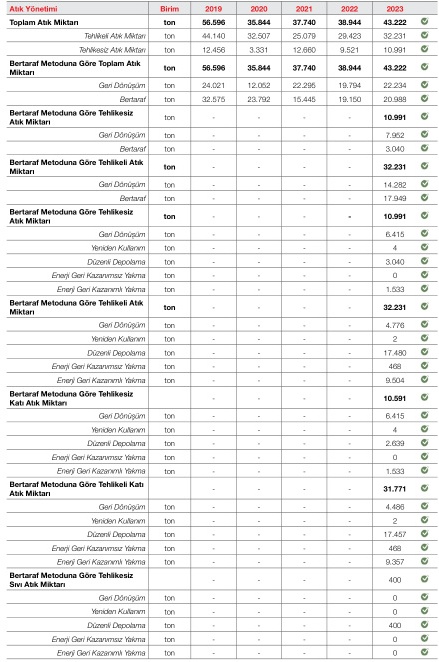 Atık Yönetimi Birim 2019 2020 2021 2022 2023
Toplam Atık Miktarı ton 56.596 35.844 37.740 38.944 43.222
Tehlikeli Atık Miktarı ton 44.140 32.507 25.079 29.423 32.231
Tehlikesiz Atık Miktarı ton 12.456 3.331 12.660 9.521 10.991
Bertaraf Metoduna Göre Toplam Atık
Miktarı ton 56.596 35.844 37.740 38.944 43.222
Geri Dönüşüm ton 24.021 12.052 22.295 19.794 22.234
Bertaraf ton 32.575 23.792 15.445 19.150 20.988
Bertaraf Metoduna Göre Tehlikesiz
Atık Miktarı ton - - - - 10.991
Geri Dönüşüm ton - - - - 7.952
Bertaraf ton - - - - 3.040
Bertaraf Metoduna Göre Tehlikeli Atık
Miktarı ton - - - - 32.231
Geri Dönüşüm ton - - - - 14.282
Bertaraf ton - - - - 17.949
Bertaraf Metoduna Göre Tehlikesiz
Atık Miktarı ton - - - - 10.991
Geri Dönüşüm ton - - - - 6.415
Yeniden Kullanım ton - - - - 4
Düzenli Depolama ton - - - - 3.040
Enerji Geri Kazanımsız Yakma ton - - - - 0
Enerji Geri Kazanımlı Yakma ton - - - - 1.533
Bertaraf Metoduna Göre Tehlikeli Atık
Miktarı ton - - - - 32.231
Geri Dönüşüm ton - - - - 4.776
Yeniden Kullanım ton - - - - 2
Düzenli Depolama ton - - - - 17.480
Enerji Geri Kazanımsız Yakma ton - - - - 468
Enerji Geri Kazanımlı Yakma ton - - - - 9.504
Bertaraf Metoduna Göre Tehlikesiz
Katı Atık Miktarı - - - - 10.591
Geri Dönüşüm ton - - - - 6.415
Yeniden Kullanım ton - - - - 4
Düzenli Depolama ton - - - - 2.639
Enerji Geri Kazanımsız Yakma ton - - - - 0
Enerji Geri Kazanımlı Yakma ton - - - - 1.533
Bertaraf Metoduna Göre Tehlikeli Katı
Atık Miktarı - - - - 31.771
Geri Dönüşüm ton - - - - 4.486
Yeniden Kullanım ton - - - - 2
Düzenli Depolama ton - - - - 17.457
Enerji Geri Kazanımsız Yakma ton - - - - 468
Enerji Geri Kazanımlı Yakma ton - - - - 9.357
Bertaraf Metoduna Göre Tehlikesiz
Sıvı Atık Miktarı - - - - 400
Geri Dönüşüm ton - - - - 0
Yeniden Kullanım ton - - - - 0
Düzenli Depolama ton - - - - 400
Enerji Geri Kazanımsız Yakma ton - - - - 0
Enerji Geri Kazanımlı Yakma ton - - - - 0